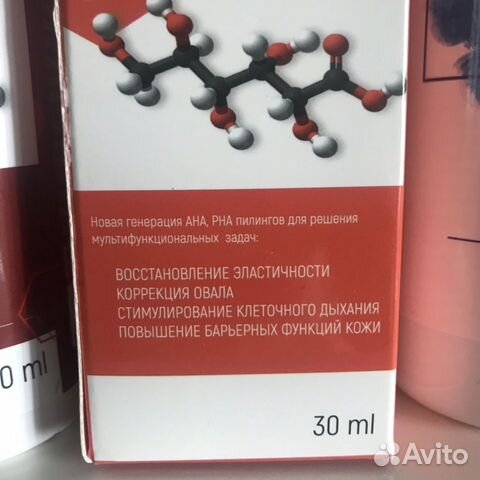 Новая генерация AHA, PHA пилингов для решения
мультифункциональных задач:
ВОССТАНОВЛЕНИЕ ЭЛАСТИЧНОСТИ
КОРРЕКЦИЯ ОВАЛА
СТИМУЛИРОВАНИЕ КЛЕТОЧНОГО ДЫХАНИЯ
ПОВЫШЕНИЕ БАРЬЕРНЫХ ФУНКЦИЙ КОЖИ
0 ml
30 ml
Avito